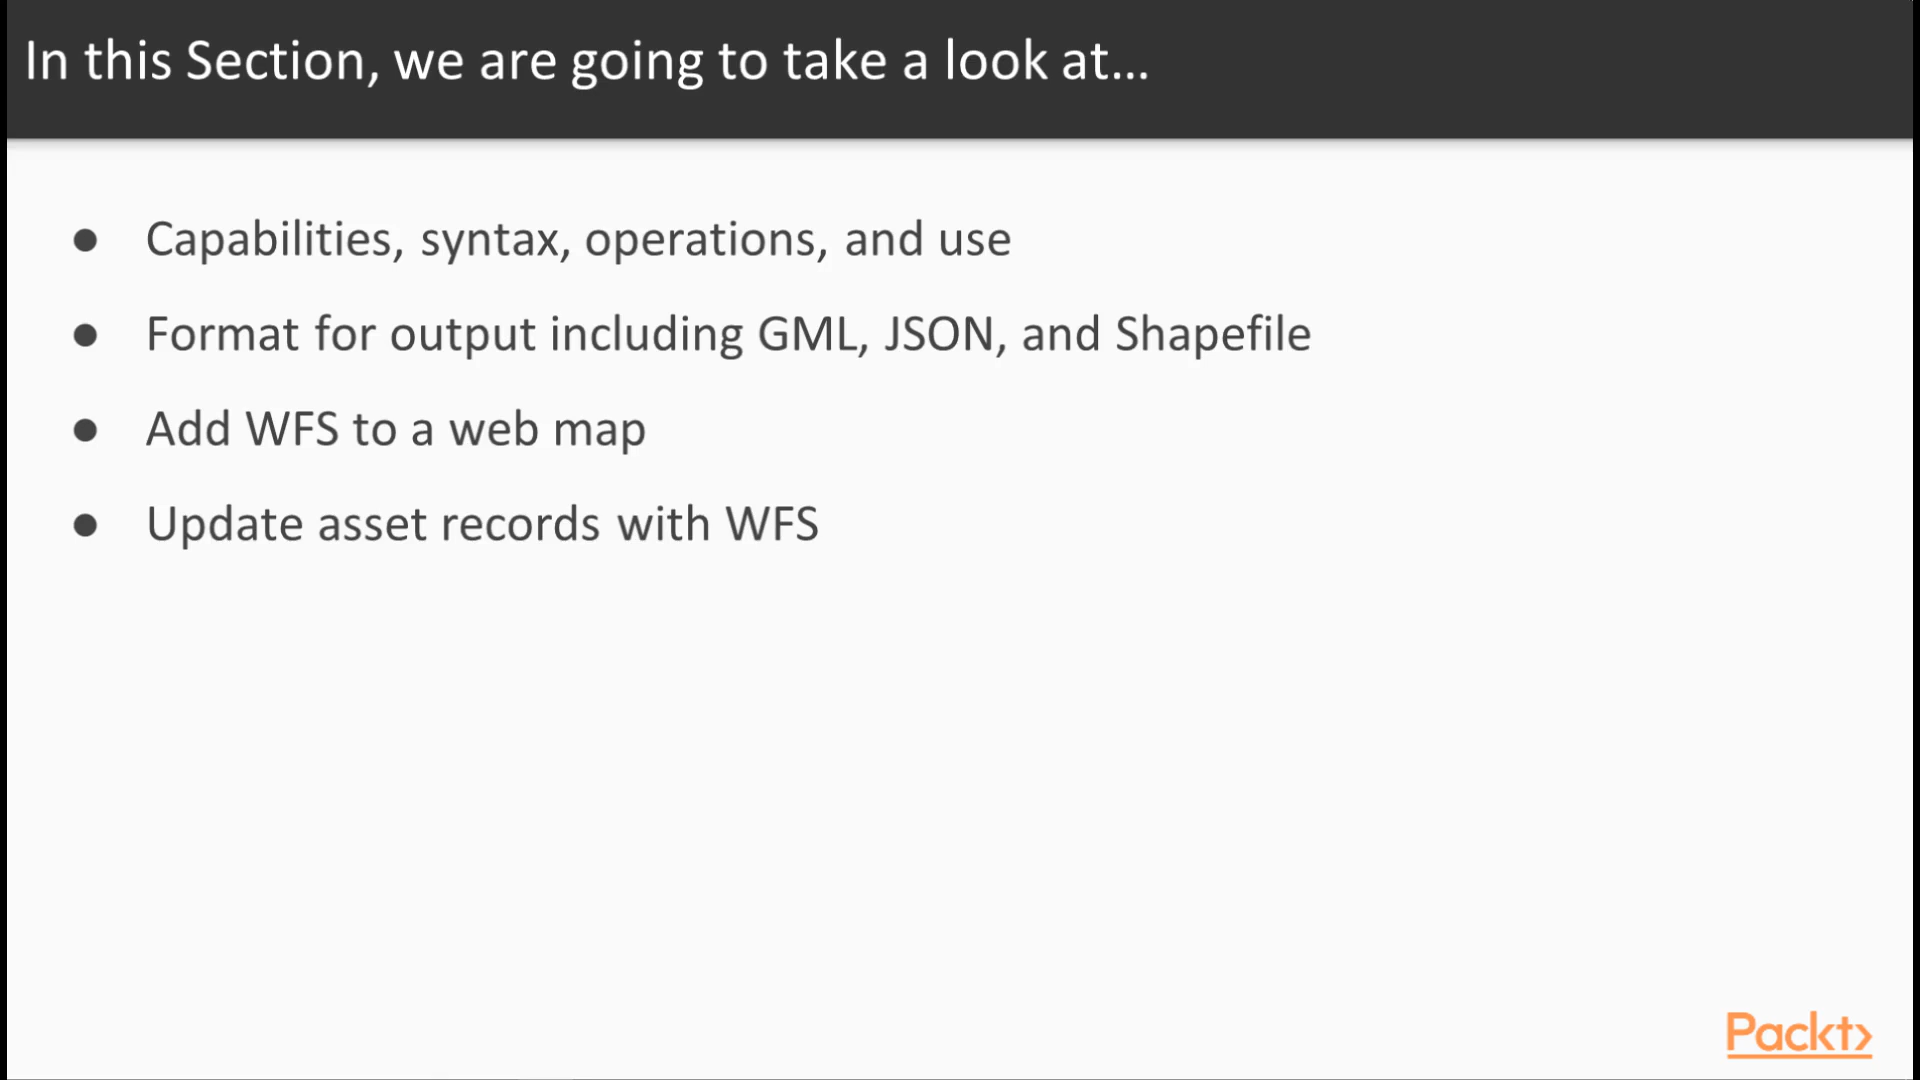 In this Section, we are going to take a look at...
● Capabilities, syntax, operations, and use
● Format for output including GML, JSON, and Shapefile
● Add WFS to a web map
● Update asset records with WFS
Packt>